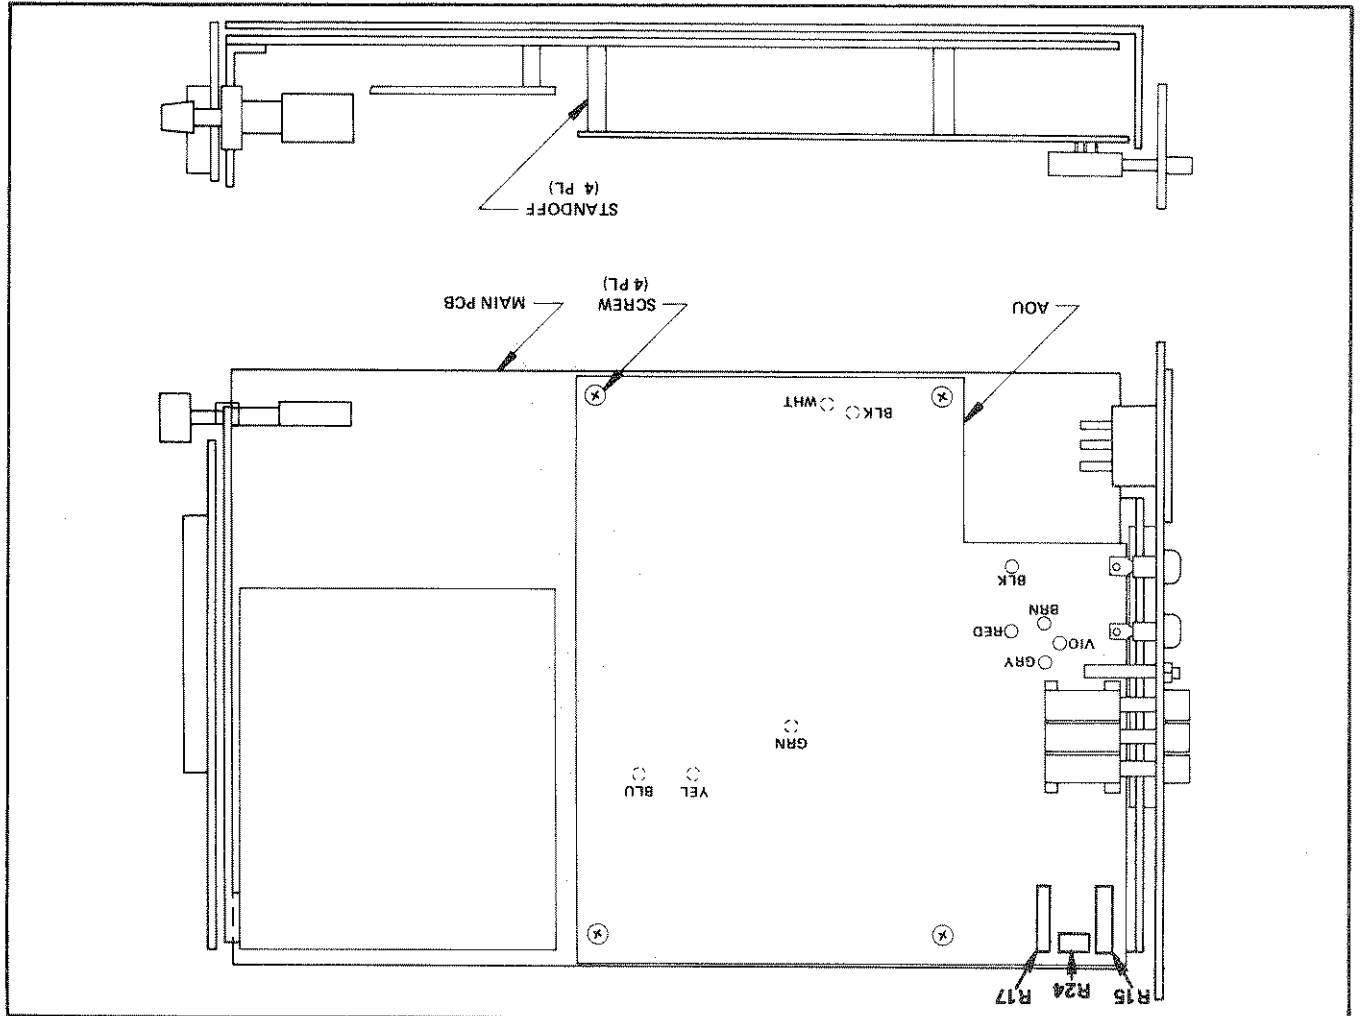 R15
R24
R17
YEL
BLU
GRN
GRY
VIO
RED
BRN
BLK
BLK
WHT
AOU
SCREW
(4 PL)
MAIN PCB
STANDOFF
(4 PL)